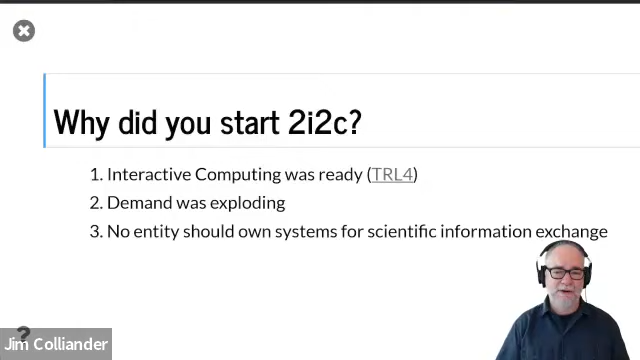 Why did you start 2i2c?
1. Interactive Computing was ready (TRL4)
2. Demand was exploding
3. No entity should own systems for scientific information exchange
?
Jim Colliander